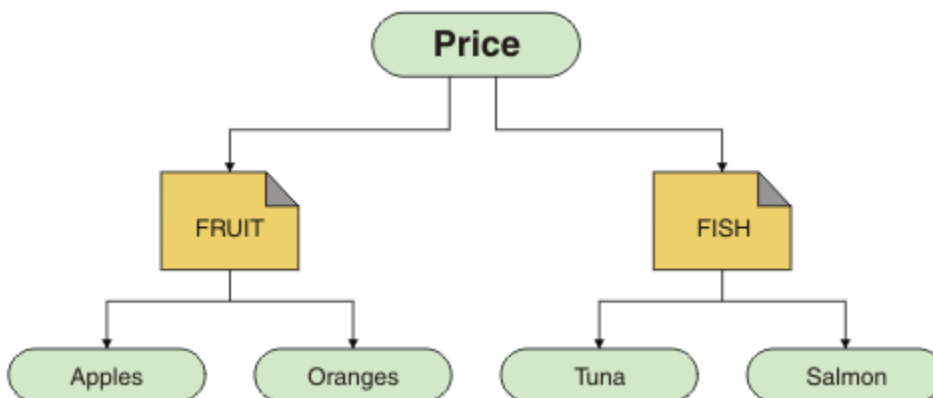 Price
FRUIT
FISH
Apples
Oranges
Tuna
Salmon